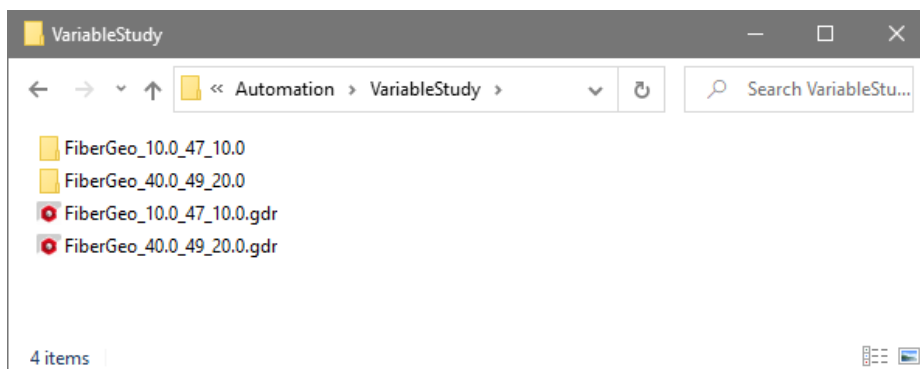 VariableStudy
« Automation > VariableStudy >
Search VariableStu...
FiberGeo_10.0_47_10.0
FiberGeo_40.0_49_20.0
FiberGeo_10.0_47_10.0.gdr
FiberGeo_40.0_49_20.0.gdr
4 items